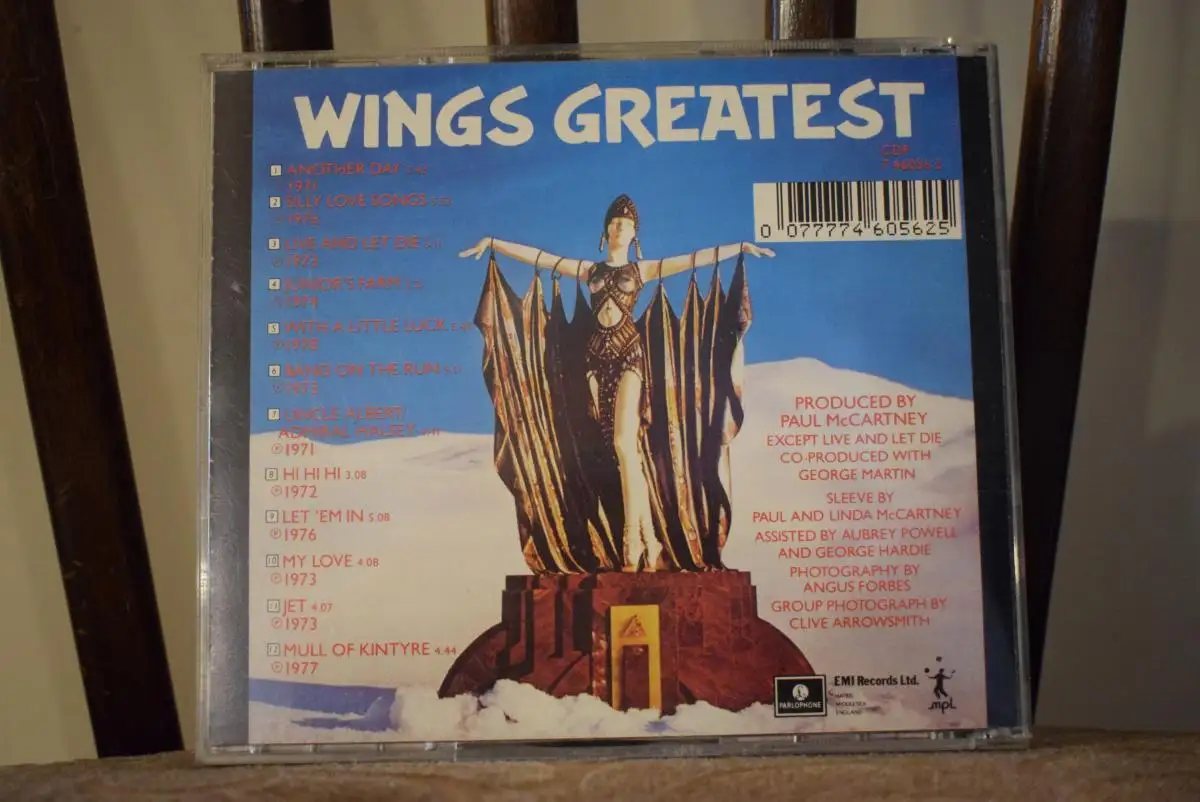 WINGS GREATEST
1 ANOTHER DAY
℗1971
2 SILLY LOVE SONGS
℗1976
3 LIVE AND LET DIE
℗1973
4 JUNIOR'S FARM
℗1974
5 WITH A LITTLE LUCK
℗1978
6 BAND ON THE RUN
℗1973
7 UNCLE ALBERT/
ADMIRAL HALSEY
℗1971
8 HI HI HI 3.08
℗1972
9 LET 'EM IN 5.08
℗1976
10 MY LOVE 4.08
℗1973
11 JET 4.07
℗1973
12 MULL OF KINTYRE 4.44
℗1977
CDP
0 077774 605625
PRODUCED BY
PAUL McCARTNEY
EXCEPT LIVE AND LET DIE
CO-PRODUCED WITH
GEORGE MARTIN
SLEEVE BY
PAUL AND LINDA McCARTNEY
ASSISTED BY AUBREY POWELL
AND GEORGE HARDIE
PHOTOGRAPHY BY
ANGUS FORBES
GROUP PHOTOGRAPH BY
CLIVE ARROWSMITH
PARLOPHONE
EMI Records Ltd.
HAYES
MIDDLESEX
ENGLAND
mpl